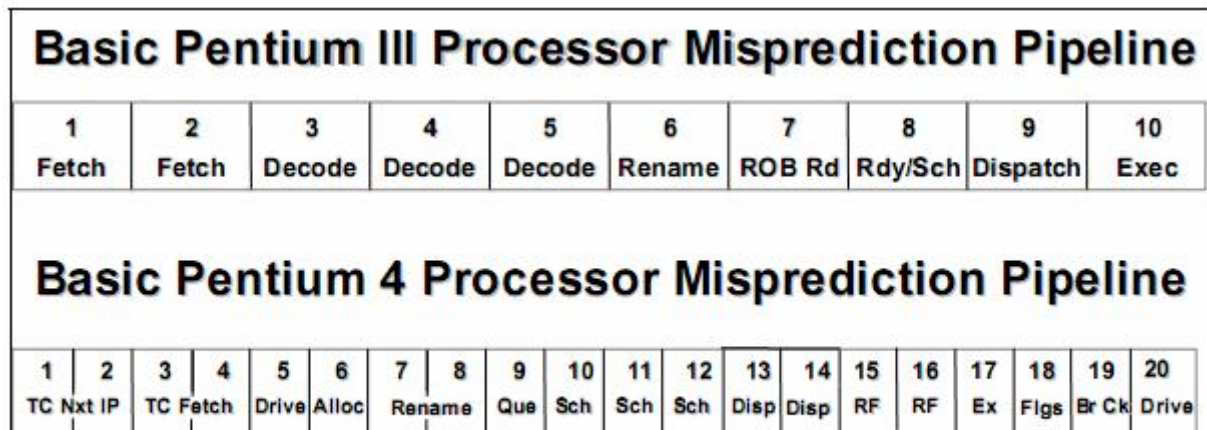 Basic Pentium III Processor Misprediction Pipeline
1 2 3 4 5 6 7 8 9 10
Fetch Fetch Decode Decode Decode Rename ROB Rd Rdy/Sch Dispatch Exec
Basic Pentium 4 Processor Misprediction Pipeline
1 2 3 4 5 6 7 8 9 10 11 12 13 14 15 16 17 18 19 20
TC Nxt IP TC Fetch Drive Alloc Rename Que Sch Sch Sch Disp Disp RF RF Ex Flgs Br Ck Drive